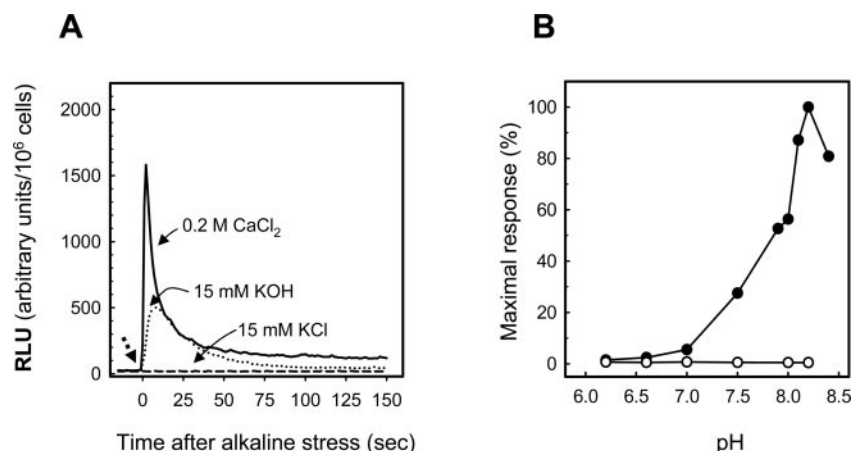 A
RLU (arbitrary units/10⁶ cells)
2000
1500
1000
500
0
0.2 M CaCl₂
15 mM KOH
15 mM KCl
0 25 50 75 100 125 150
Time after alkaline stress (sec)
B
Maximal response (%)
100
80
60
40
20
0
6.0 6.5 7.0 7.5 8.0 8.5
pH